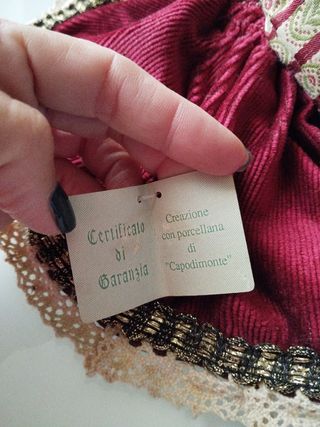 Certificato
di
Garanzia
Creazione
con porcellana
di
"Capodimonte"